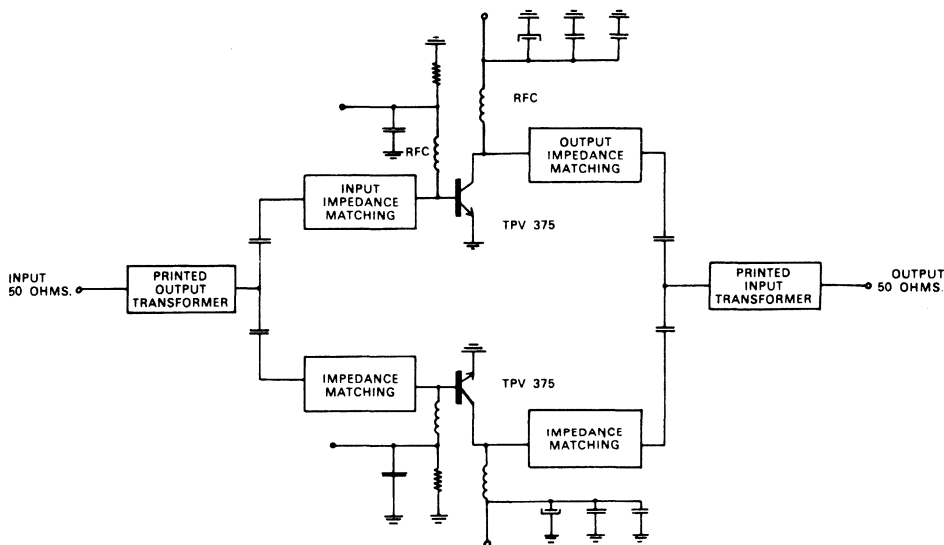 RFC
RFC
OUTPUT
IMPEDANCE
MATCHING
INPUT
IMPEDANCE
MATCHING
TPV 375
INPUT
50 OHMS.
PRINTED
OUTPUT
TRANSFORMER
PRINTED
INPUT
TRANSFORMER
OUTPUT
50 OHMS.
IMPEDANCE
MATCHING
TPV 375
IMPEDANCE
MATCHING